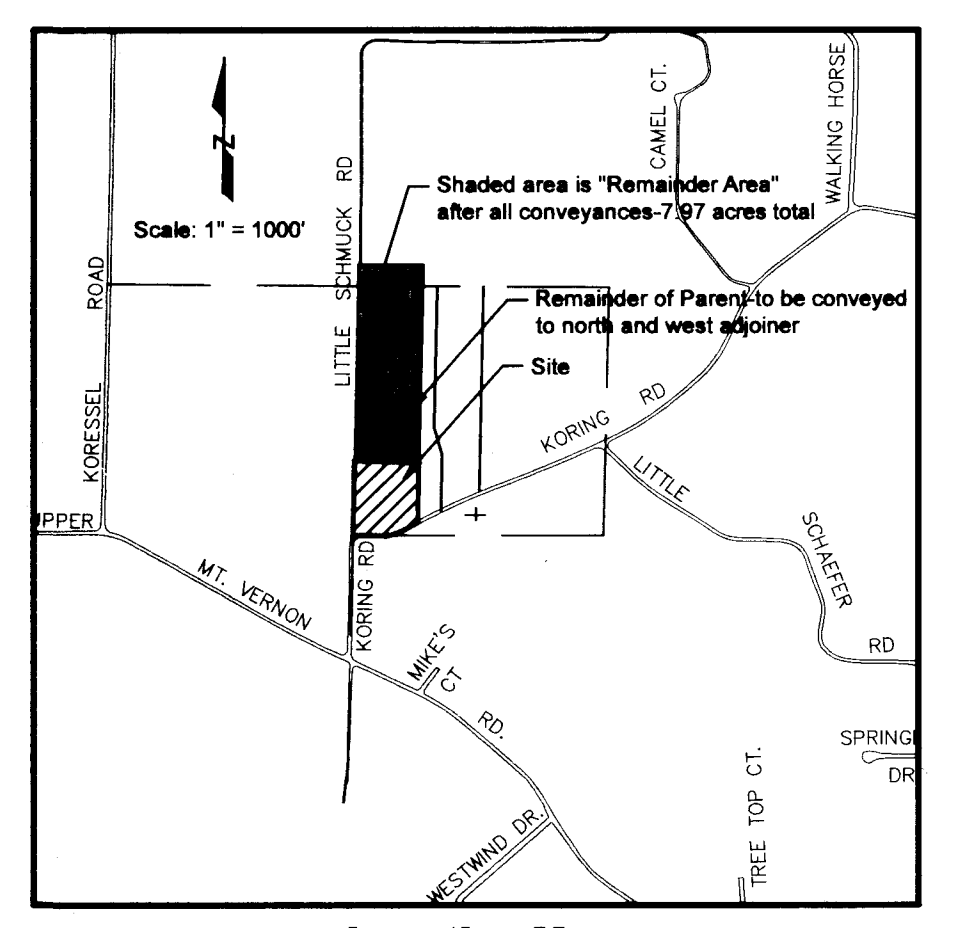 CAMEL CT.
WALKING HORSE
N
LITTLE SCHMUCK RD
Shaded area is "Remainder Area"
after all conveyances-7.97 acres total
Scale: 1" = 1000'
KORESSEL ROAD
Remainder of Parent-to be conveyed
to north and west adjoiner
Site
KORING RD
LITTLE SCHAEFER RD
UPPER MT. VERNON RD.
KORING RD
MIKE'S
CT
SPRING
DR
TREE TOP CT.
WESTWIND DR.